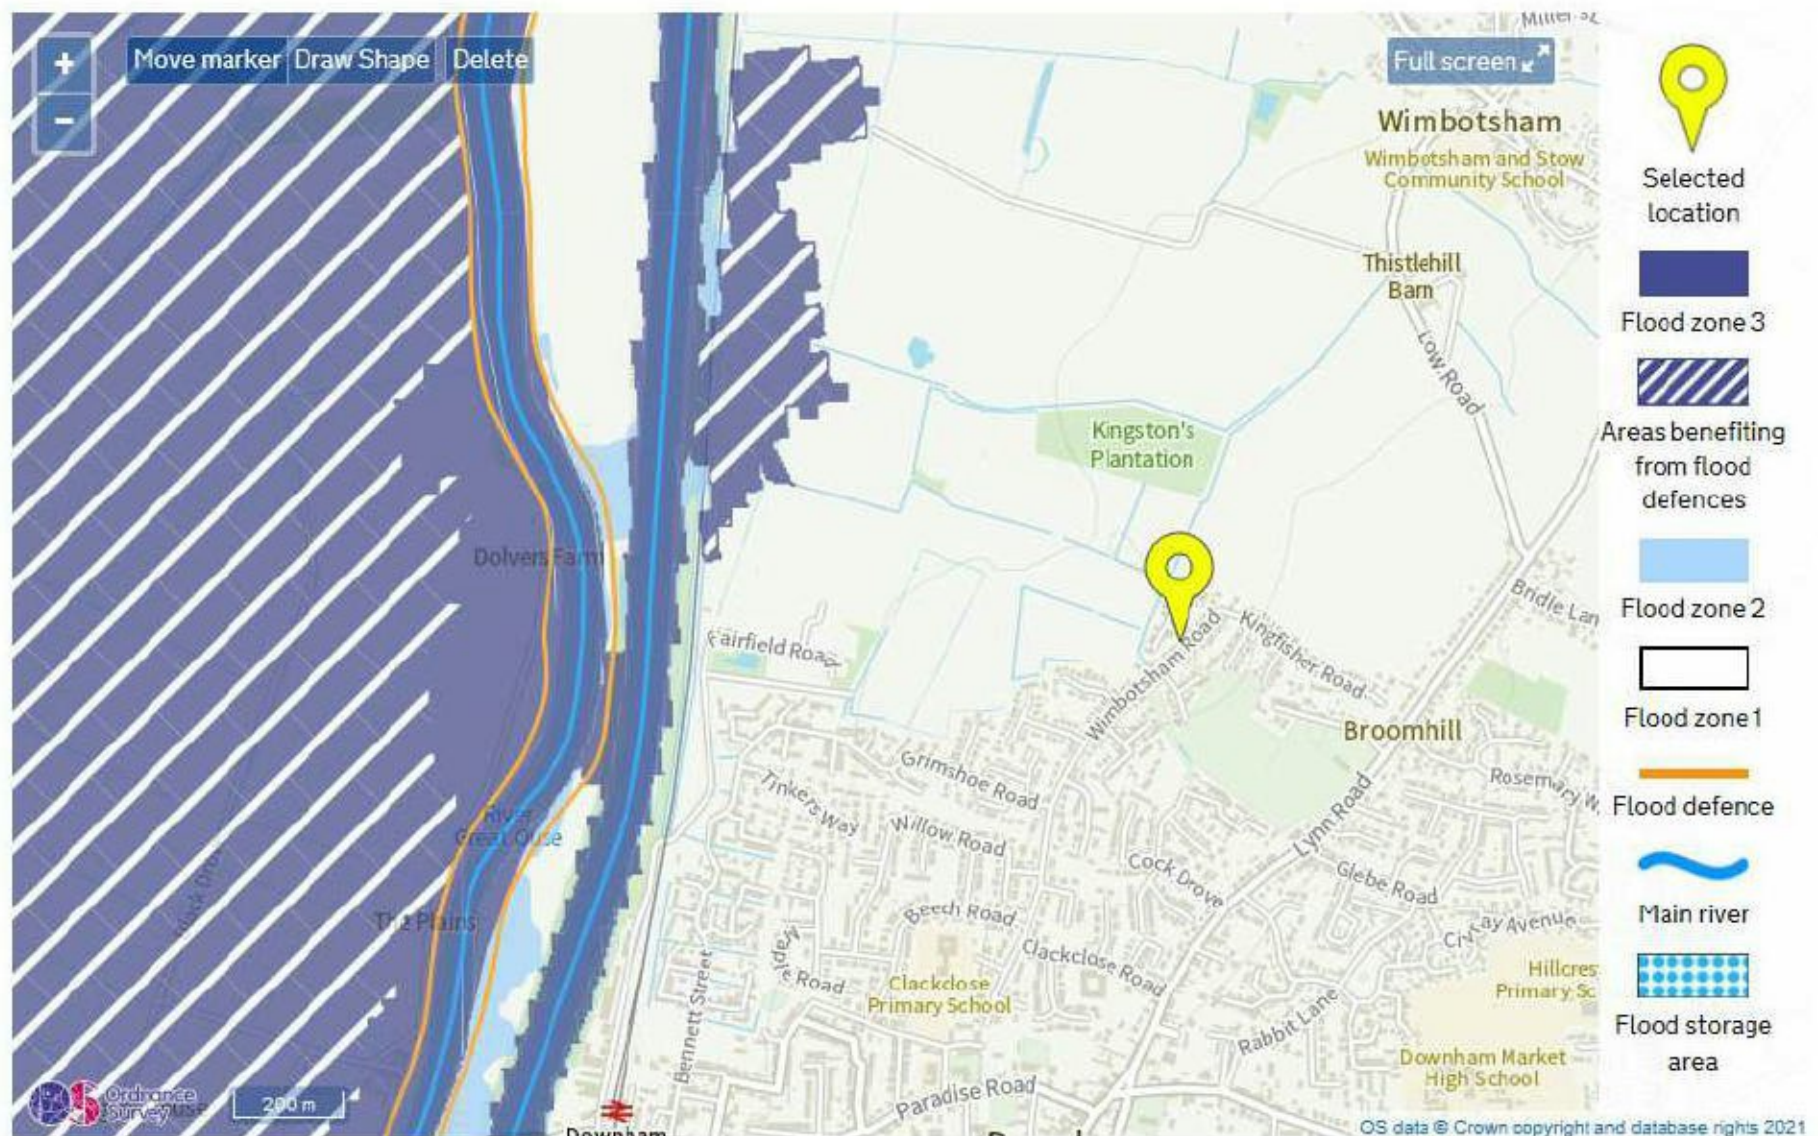 +
−
Move marker
Draw Shape
Delete
Full screen
Wimbotsham
Wimbotsham and Stow
Community School
Thistlehill
Barn
Low Road
Kingston's
Plantation
Dolvers Farm
Fairfield Road
Wimbotsham Road
Kingfisher Road
Bridle Lan
Broomhill
Grimshoe Road
Tinkers Way
Willow Road
Rosemary W
Lynn Road
River
Great Ouse
Cock Drove
Glebe Road
The Plains
Beech Road
Maple Road
Clackclose Road
Clackclose
Primary School
Bennett Street
Hillcres
Primary Sc
Rabbit Lane
Downham Market
High School
Paradise Road
Ordnance
Survey
200 m
Downham
Selected
location
Flood zone 3
Areas benefiting
from flood
defences
Flood zone 2
Flood zone 1
Flood defence
Main river
Flood storage
area
OS data © Crown copyright and database rights 2021